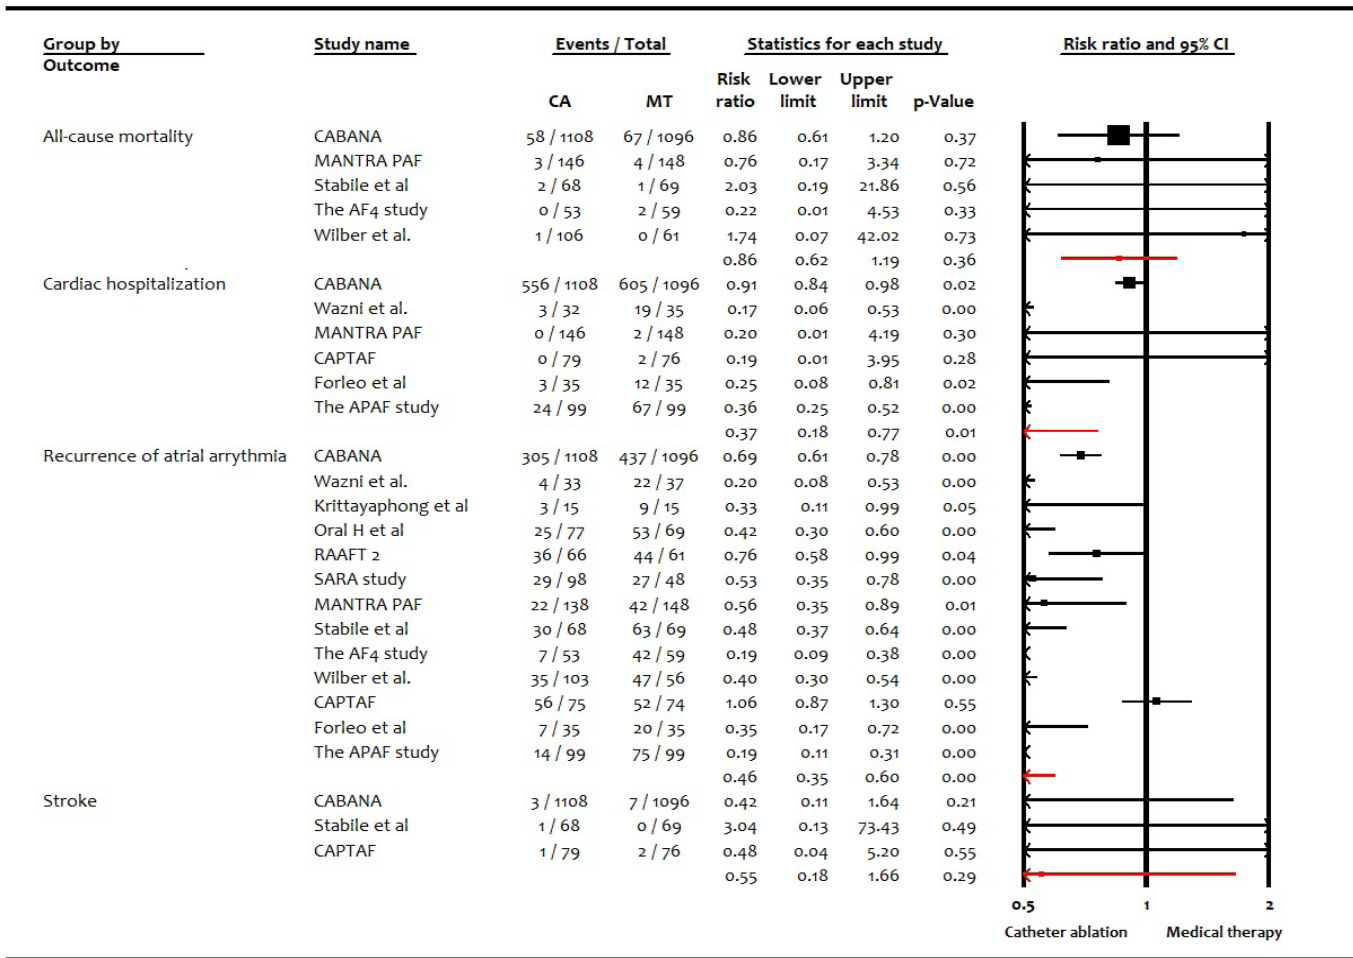 Group by Study name Events / Total Statistics for each study Risk ratio and 95% CI
Outcome
Risk Lower Upper
CA MT ratio limit limit p-Value
All-cause mortality CABANA 58 / 1108 67 / 1096 0.86 0.61 1.20 0.37
MANTRA PAF 3 / 146 4 / 148 0.76 0.17 3.34 0.72
Stabile et al 2 / 68 1 / 69 2.03 0.19 21.86 0.56
The AF4 study 0 / 53 2 / 59 0.22 0.01 4.53 0.33
Wilber et al. 1 / 106 0 / 61 1.74 0.07 42.02 0.73
0.86 0.62 1.19 0.36
Cardiac hospitalization CABANA 556 / 1108 605 / 1096 0.91 0.84 0.98 0.02
Wazni et al. 3 / 32 19 / 35 0.17 0.06 0.53 0.00
MANTRA PAF 0 / 146 2 / 148 0.20 0.01 4.19 0.30
CAPTAF 0 / 79 2 / 76 0.19 0.01 3.95 0.28
Forleo et al 3 / 35 12 / 35 0.25 0.08 0.81 0.02
The APAF study 24 / 99 67 / 99 0.36 0.25 0.52 0.00
0.37 0.18 0.77 0.01
Recurrence of atrial arrythmia CABANA 305 / 1108 437 / 1096 0.69 0.61 0.78 0.00
Wazni et al. 4 / 33 22 / 37 0.20 0.08 0.53 0.00
Krittayaphong et al 3 / 15 9 / 15 0.33 0.11 0.99 0.05
Oral H et al 25 / 77 53 / 69 0.42 0.30 0.60 0.00
RAAFT 2 36 / 66 44 / 61 0.76 0.58 0.99 0.04
SARA study 29 / 98 27 / 48 0.53 0.35 0.78 0.00
MANTRA PAF 22 / 138 42 / 148 0.56 0.35 0.89 0.01
Stabile et al 30 / 68 63 / 69 0.48 0.37 0.64 0.00
The AF4 study 7 / 53 42 / 59 0.19 0.09 0.38 0.00
Wilber et al. 35 / 103 47 / 56 0.40 0.30 0.54 0.00
CAPTAF 56 / 75 52 / 74 1.06 0.87 1.30 0.55
Forleo et al 7 / 35 20 / 35 0.35 0.17 0.72 0.00
The APAF study 14 / 99 75 / 99 0.19 0.11 0.31 0.00
0.46 0.35 0.60 0.00
Stroke CABANA 3 / 1108 7 / 1096 0.42 0.11 1.64 0.21
Stabile et al 1 / 68 0 / 69 3.04 0.13 73.43 0.49
CAPTAF 1 / 79 2 / 76 0.48 0.04 5.20 0.55
0.55 0.18 1.66 0.29
0.5 1 2
Catheter ablation Medical therapy